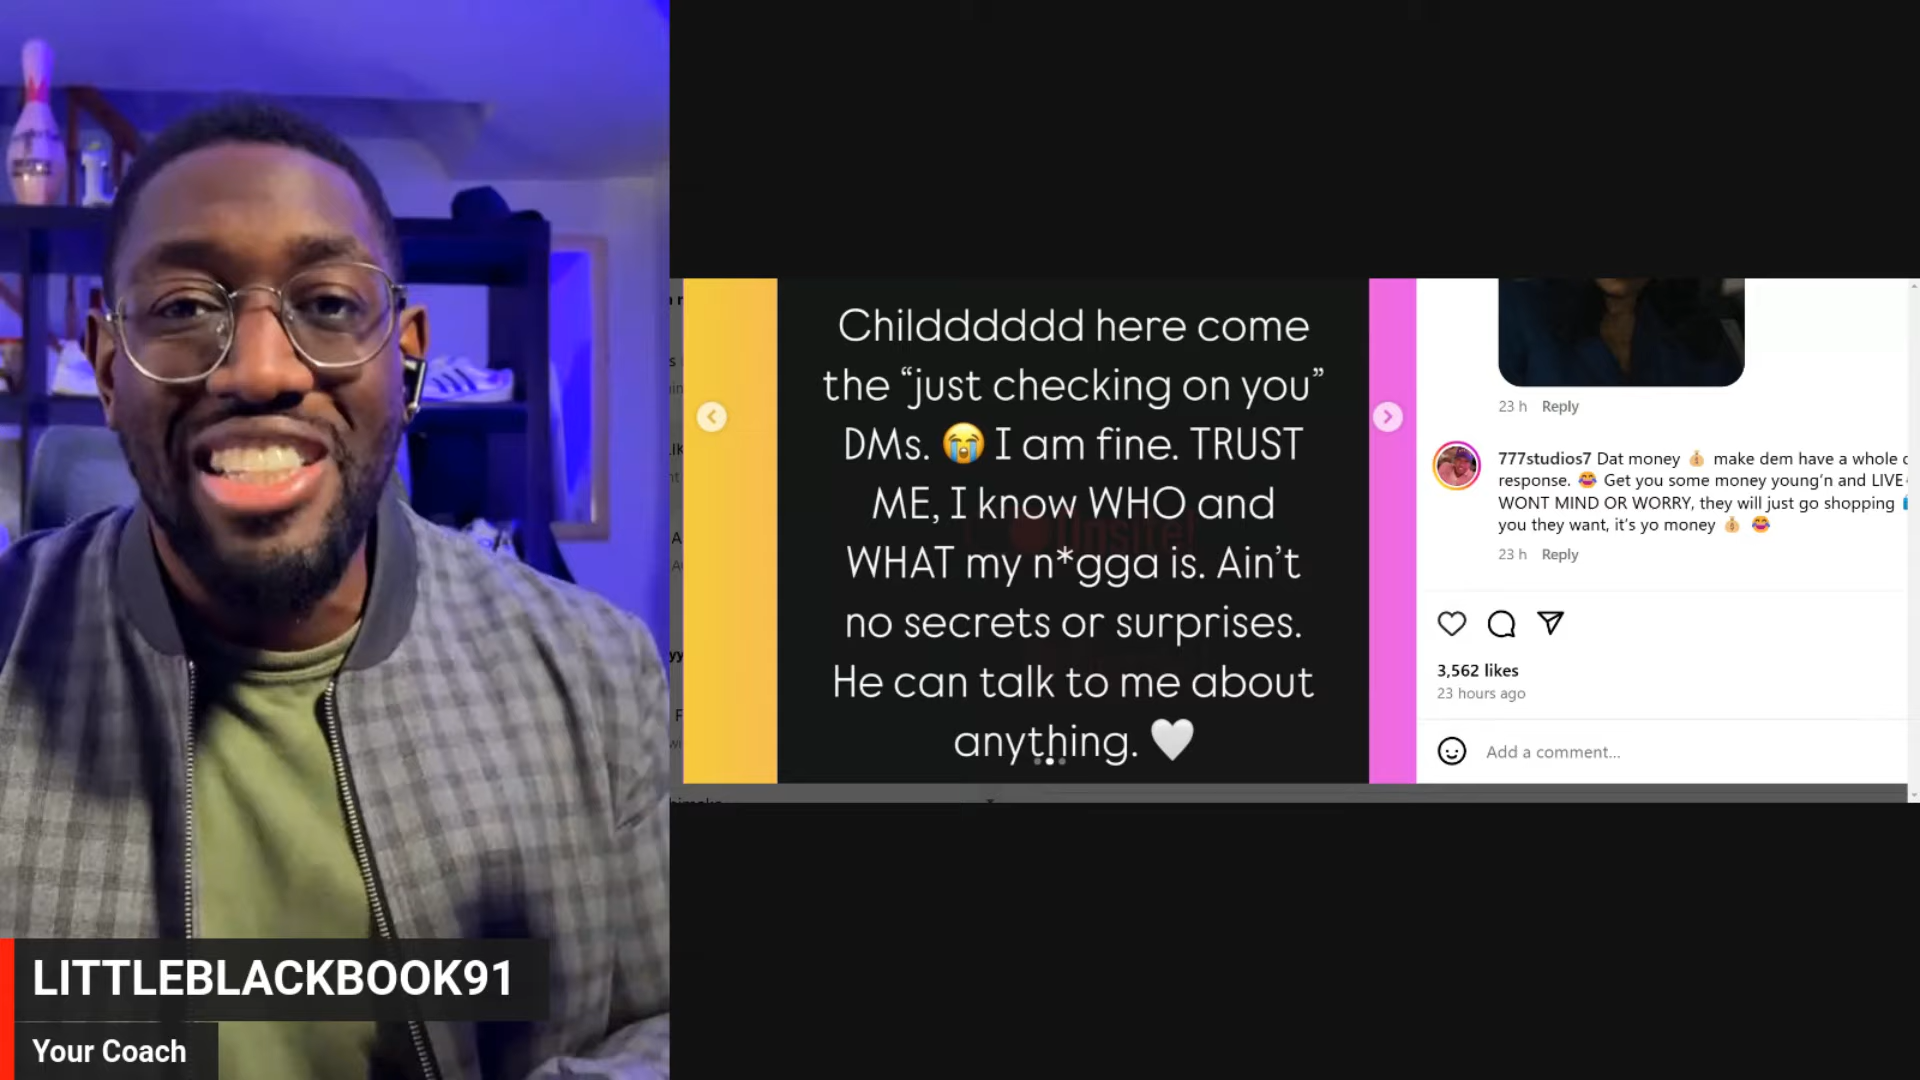 LITTLEBLACKBOOK91
Your Coach
Childddddd here come
the “just checking on you”
DMs. 😭 I am fine. TRUST
ME, I know WHO and
WHAT my n*gga is. Ain’t
no secrets or surprises.
He can talk to me about
anything. 🤍
23 h Reply
777studios7 Dat money 💰 make dem have a whole
response. 😂 Get you some money young’n and LIVE
WONT MIND OR WORRY, they will just go shopping
you they want, it’s yo money 💰 😂
23 h Reply
3,562 likes
23 hours ago
Add a comment...